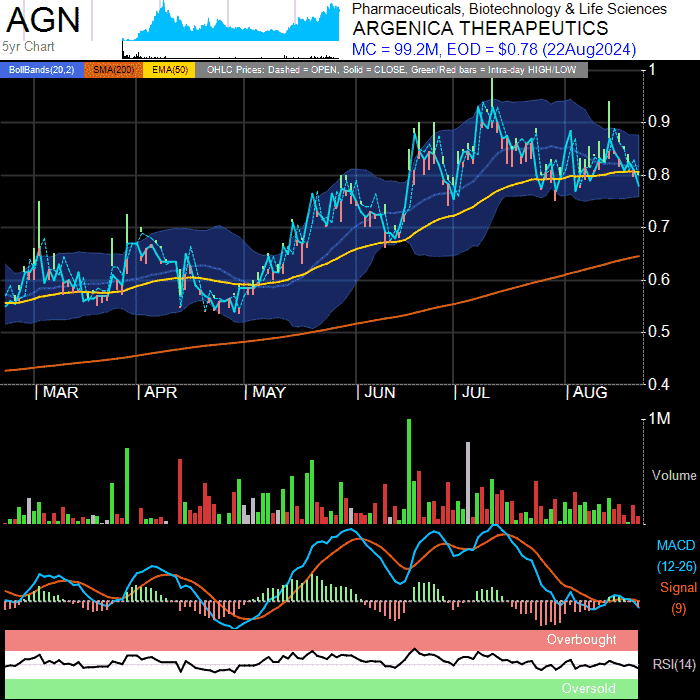 AGN
5yr Chart
Pharmaceuticals, Biotechnology & Life Sciences
ARGENICA THERAPEUTICS
MC = 99.2M, EOD = $0.78 (22Aug2024)
BollBands(20,2) SMA(200) EMA(50) OHLC Prices: Dashed = OPEN, Solid = CLOSE, Green/Red bars = Intra-day HIGH/LOW
1
0.9
0.8
0.7
0.6
0.5
0.4
MAR APR MAY JUN JUL AUG
1M
Volume
MACD
(12-26)
Signal
(9)
Overbought
RSI(14)
Oversold